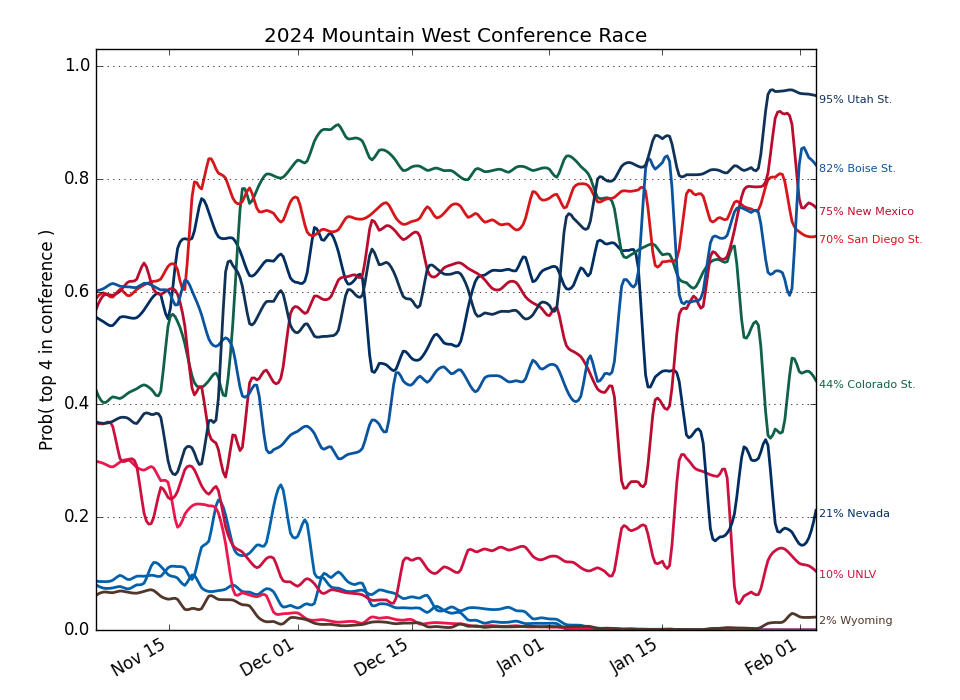 2024 Mountain West Conference Race
Prob( top 4 in conference )
1.0
0.8
0.6
0.4
0.2
0.0
95% Utah St.
82% Boise St.
75% New Mexico
70% San Diego St.
44% Colorado St.
21% Nevada
10% UNLV
2% Wyoming
Nov 15
Dec 01
Dec 15
Jan 01
Jan 15
Feb 01